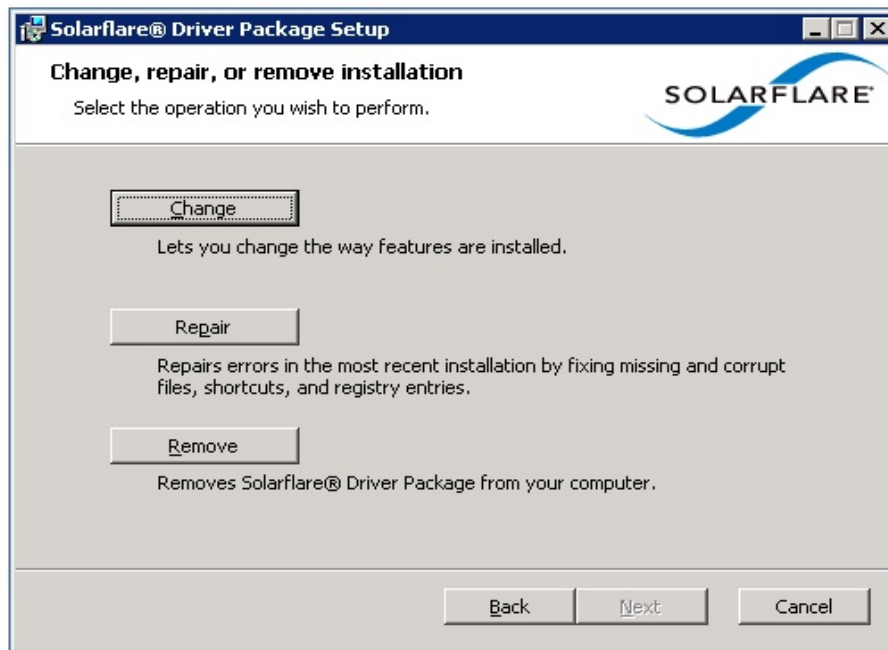 Solarflare® Driver Package Setup
Change, repair, or remove installation
Select the operation you wish to perform.
SOLARFLARE®
Change
Lets you change the way features are installed.
Repair
Repairs errors in the most recent installation by fixing missing and corrupt
files, shortcuts, and registry entries.
Remove
Removes Solarflare® Driver Package from your computer.
Back
Next
Cancel